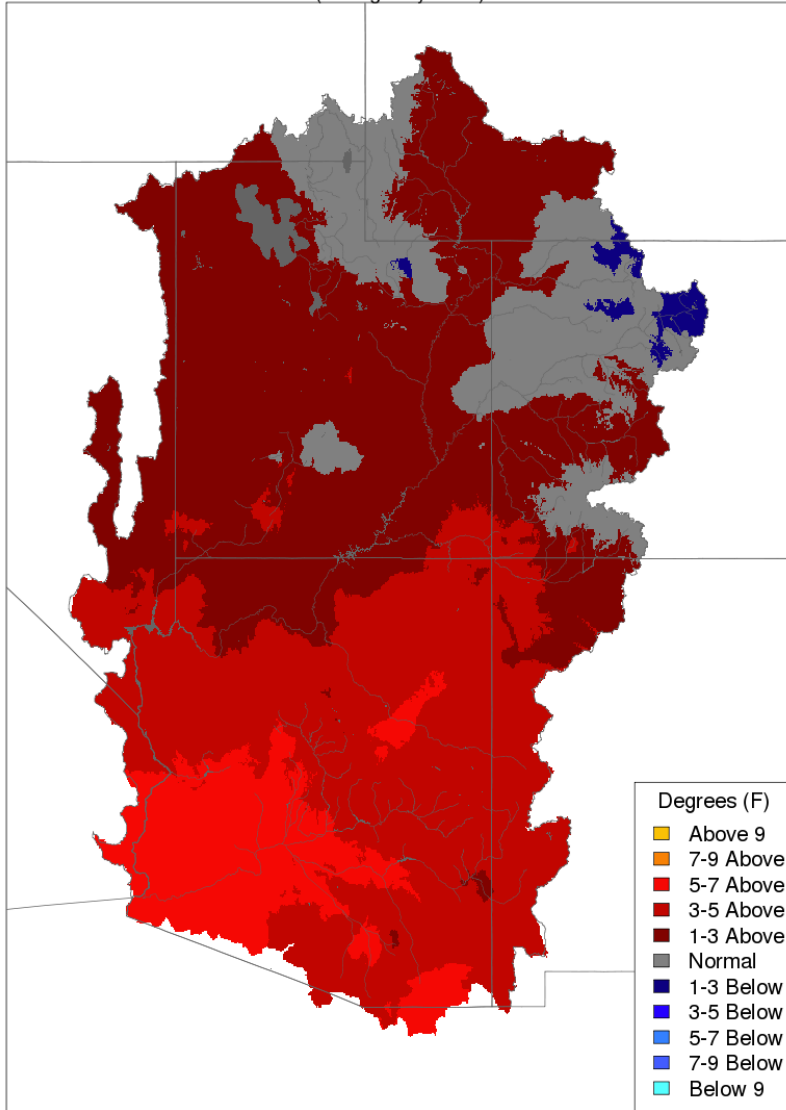 Degrees (F)
Above 9
7-9 Above
5-7 Above
3-5 Above
1-3 Above
Normal
1-3 Below
3-5 Below
5-7 Below
7-9 Below
Below 9